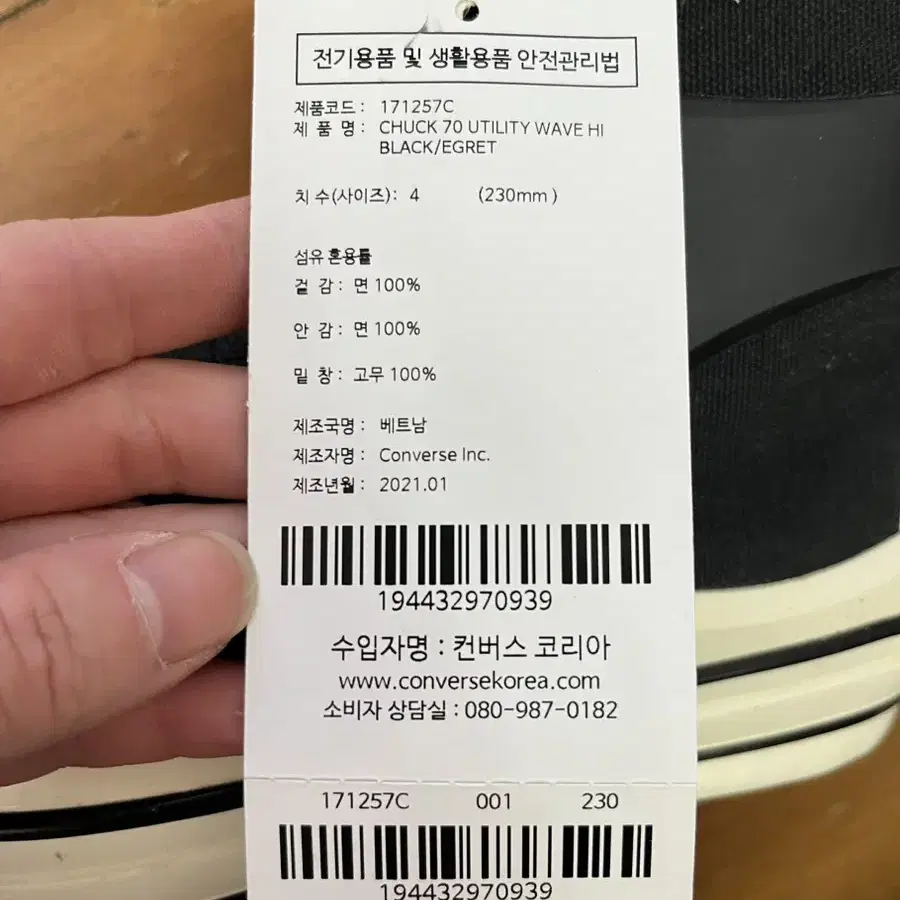 전기용품 및 생활용품 안전관리법
제품코드 : 171257C
제 품 명 : CHUCK 70 UTILITY WAVE HI
BLACK/EGRET
치 수(사이즈) : 4 (230mm )
섬유 혼용률
겉 감 : 면 100%
안 감 : 면 100%
밑 창 : 고무 100%
제조국명 : 베트남
제조자명 : Converse Inc.
제조년월 : 2021.01
194432970939
수입자명 : 컨버스 코리아
www.conversekorea.com
소비자 상담실 : 080-987-0182
171257C 001 230
194432970939